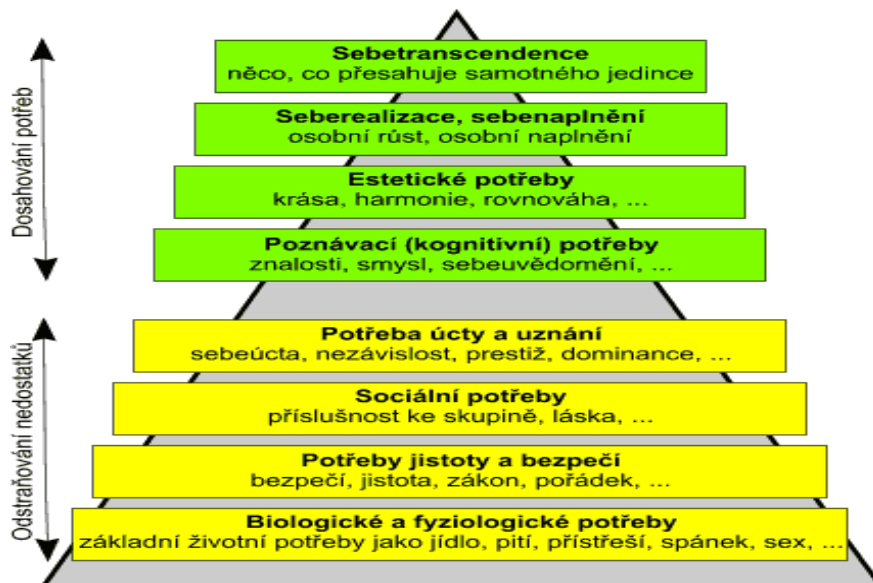 Sebetranscendence
něco, co přesahuje samotného jedince
Seberealizace, sebenaplnění
osobní růst, osobní naplnění
Estetické potřeby
krása, harmonie, rovnováha, ...
Poznávací (kognitivní) potřeby
znalosti, smysl, sebeuvědomění, ...
Dosahování potřeb
Potřeba úcty a uznání
sebeúcta, nezávislost, prestiž, dominance, ...
Sociální potřeby
příslušnost ke skupině, láska, ...
Potřeby jistoty a bezpečí
bezpečí, jistota, zákon, pořádek, ...
Biologické a fyziologické potřeby
základní životní potřeby jako jídlo, pití, přístřeší, spánek, sex, ...
Odstraňování nedostatků